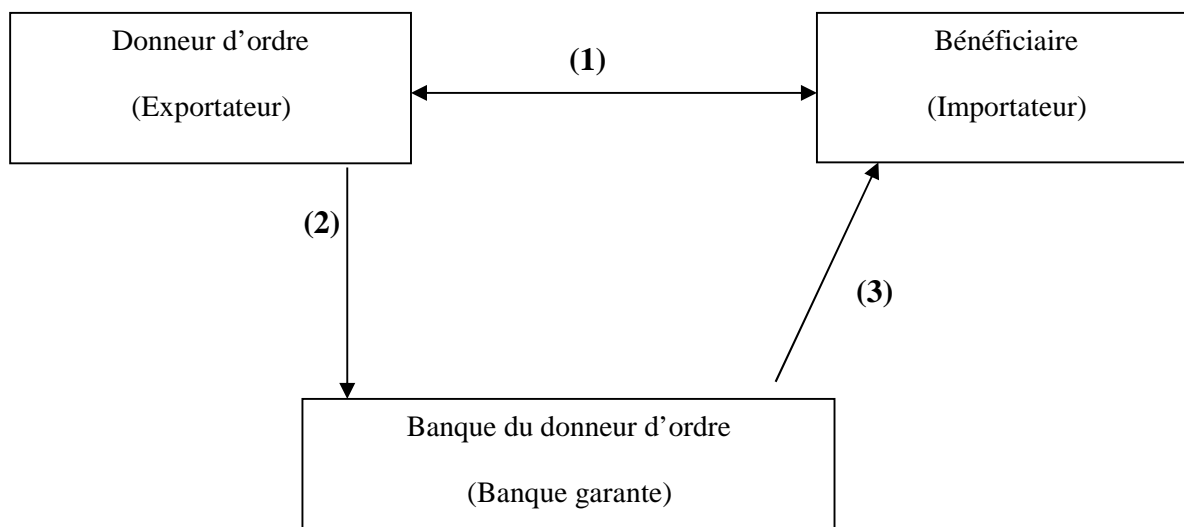 Donneur d’ordre
(Exportateur)
(1)
Bénéficiaire
(Importateur)
(2)
(3)
Banque du donneur d’ordre
(Banque garante)